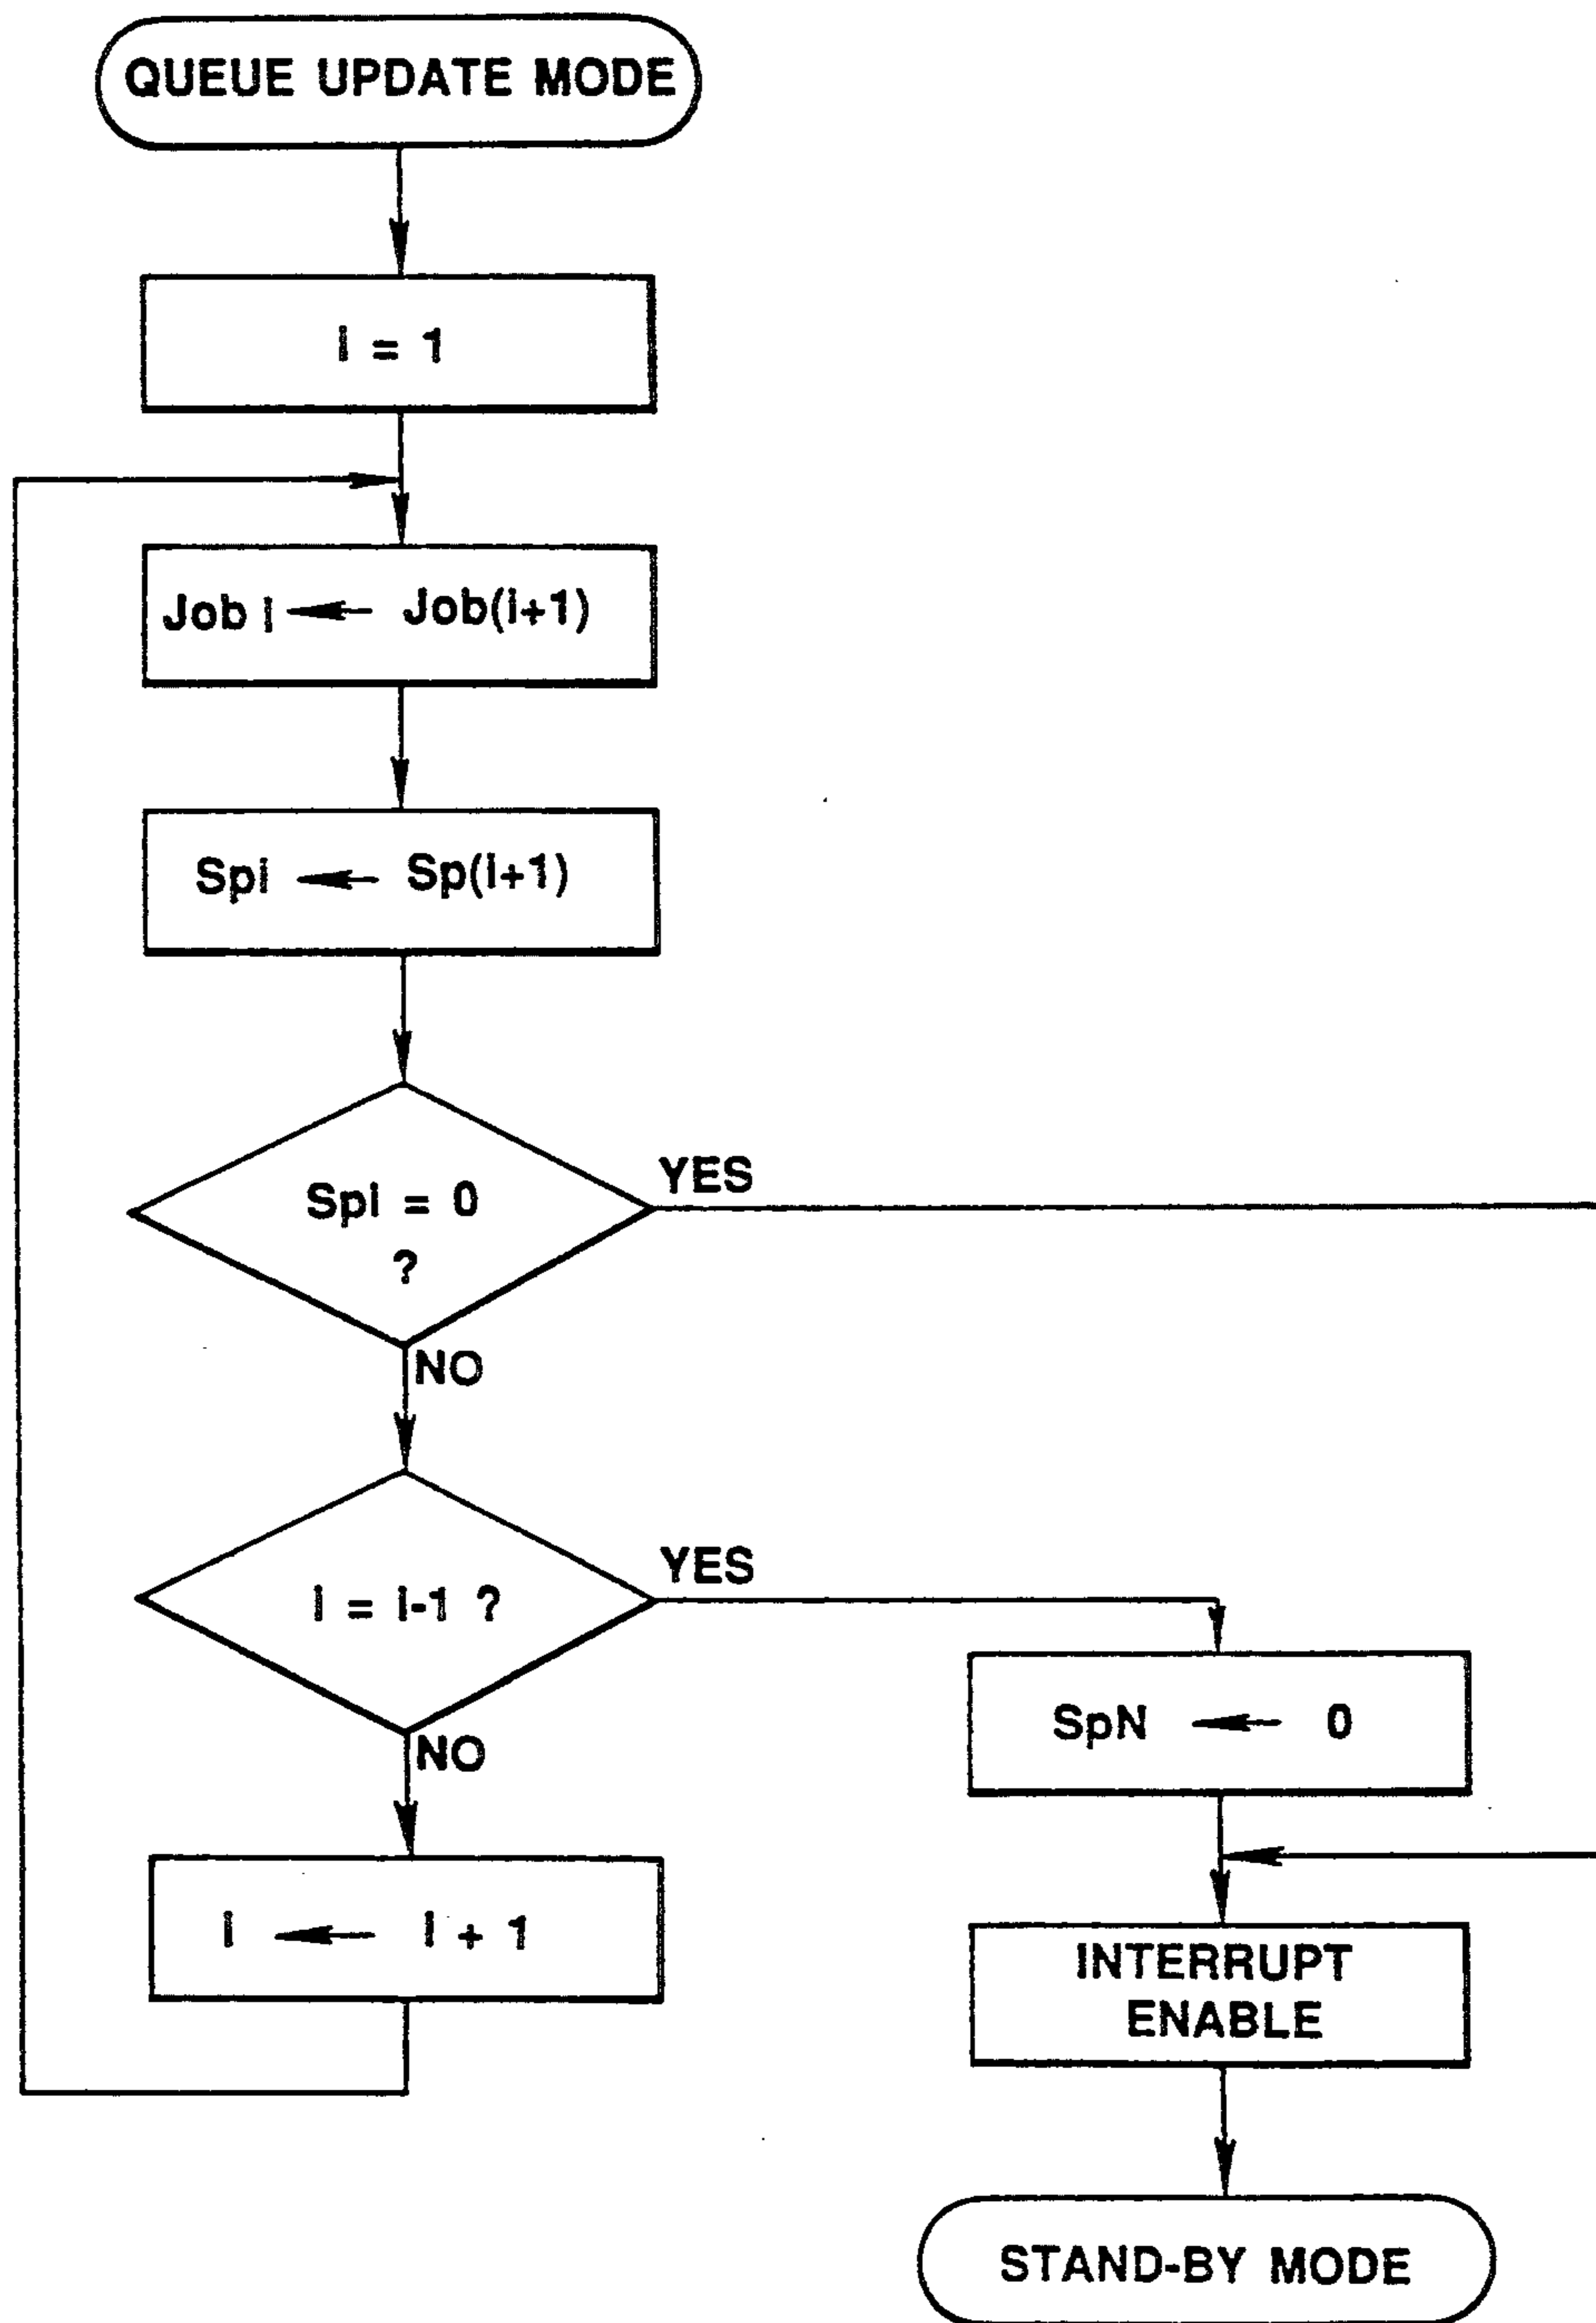 QUEUE UPDATE MODE
i = 1
Job i ← Job(i+1)
Spi ← Sp(i+1)
Spi = 0
?
YES
NO
i = i-1 ?
YES
NO
i ← i + 1
SpN ← 0
INTERRUPT
ENABLE
STAND-BY MODE